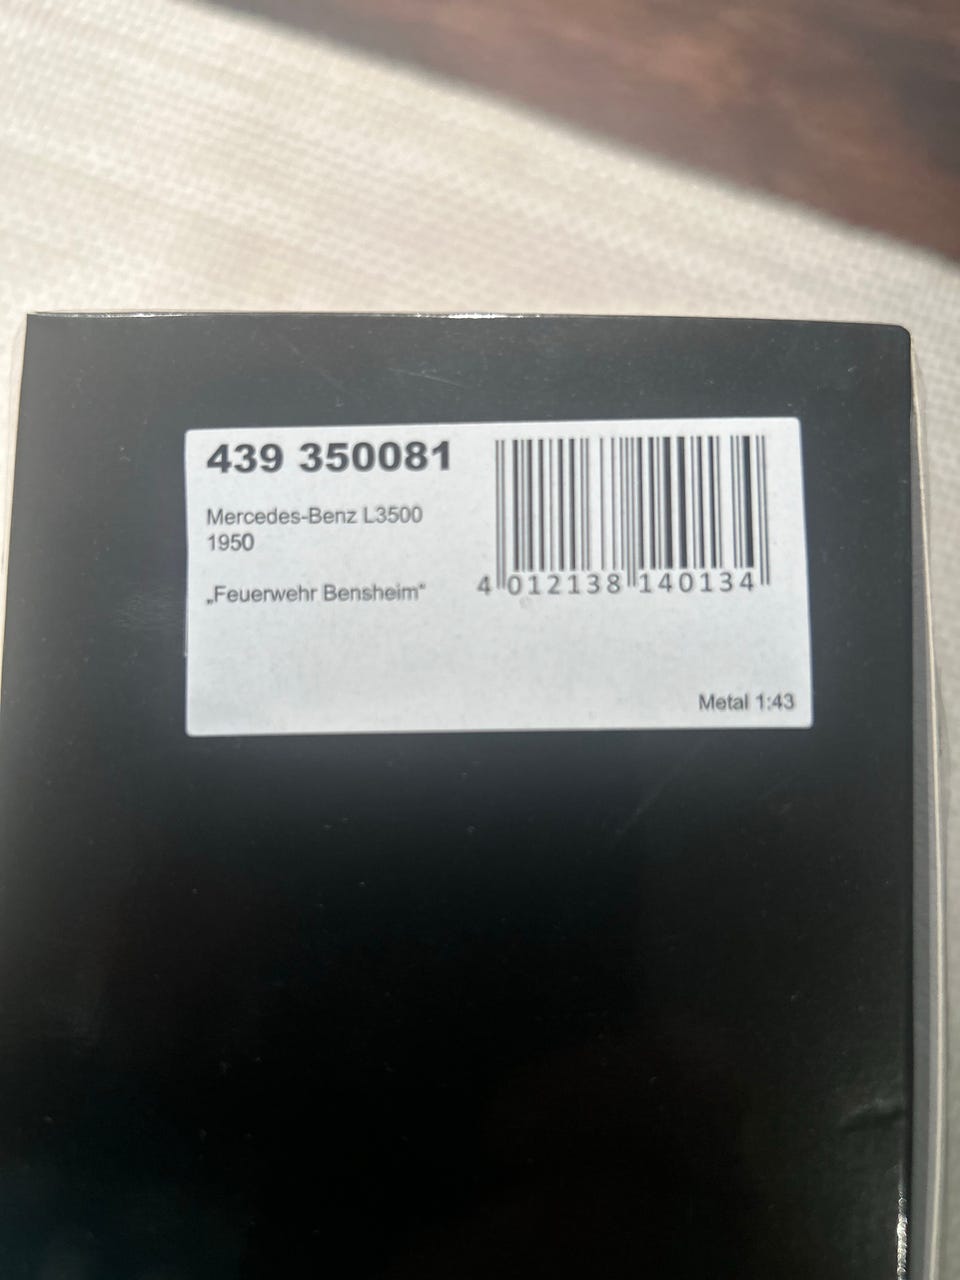 439 350081
Mercedes-Benz L3500
1950
„Feuerwehr Bensheim“
4 012138 140134
Metal 1:43